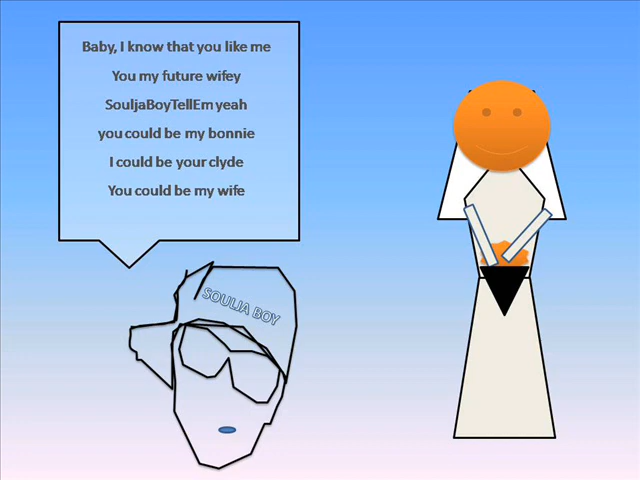 Baby, I know that you like me
You my future wifey
SouljaBoyTellEm yeah
you could be my bonnie
I could be your clyde
You could be my wife
SOULJA BOY